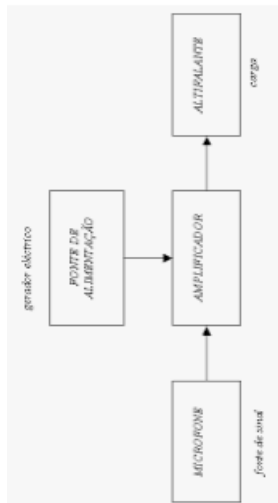 gerador eléctrico
FONTE DE
ALIMENTAÇÃO
MICROFONE
AMPLIFICADOR
ALTIFALANTE
fonte de sinal
carga